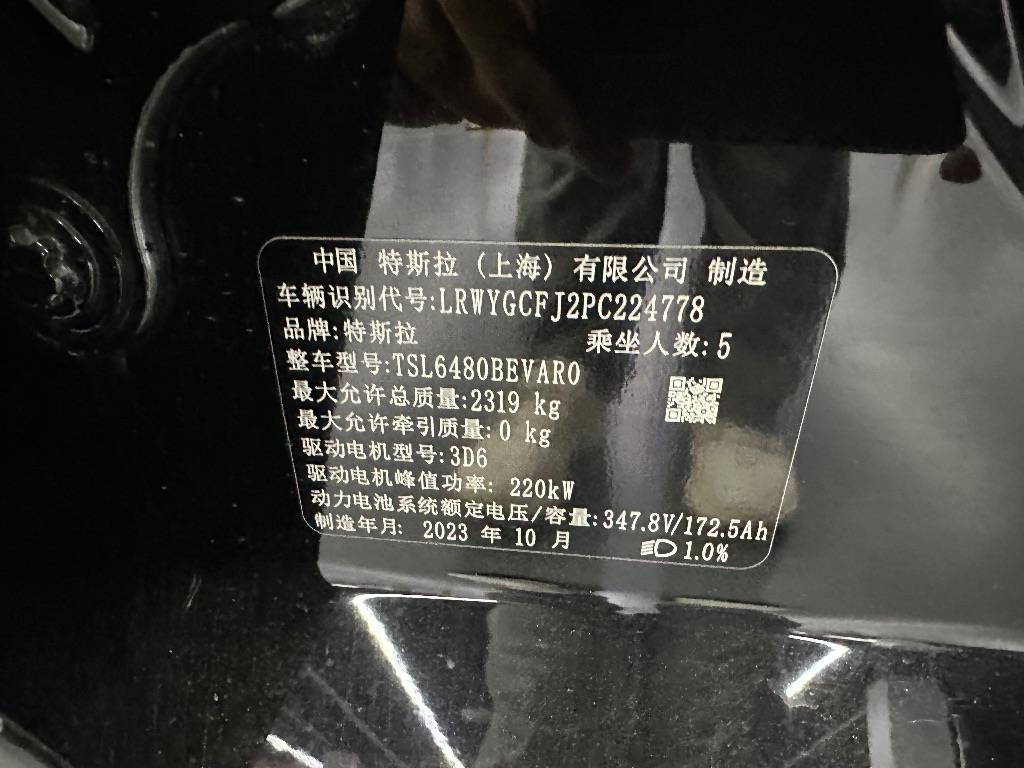 中国 特斯拉 (上海) 有限公司 制造
车辆识别代号:LRWYGCFJ2PC224778
品牌:特斯拉 乘坐人数:5
整车型号:TSL6480BEVAR0
最大允许总质量:2319 kg
最大允许牵引质量:0 kg
驱动电机型号:3D6
驱动电机峰值功率: 220kW
动力电池系统额定电压/容量:347.8V/172.5Ah
制造年月: 2023 年 10 月 1.0%